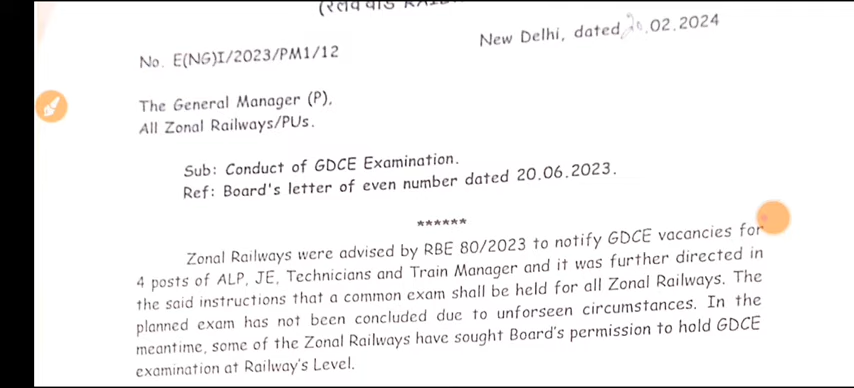 (रेलवे बोर्ड
No. E(NG)I/2023/PM1/12
New Delhi, dated .02.2024
The General Manager (P),
All Zonal Railways/PUs.
Sub: Conduct of GDCE Examination.
Ref: Board's letter of even number dated 20.06.2023.
******
Zonal Railways were advised by RBE 80/2023 to notify GDCE vacancies for
4 posts of ALP, JE, Technicians and Train Manager and it was further directed in
the said instructions that a common exam shall be held for all Zonal Railways. The
planned exam has not been concluded due to unforseen circumstances. In the
meantime, some of the Zonal Railways have sought Board's permission to hold GDCE
examination at Railway's Level.